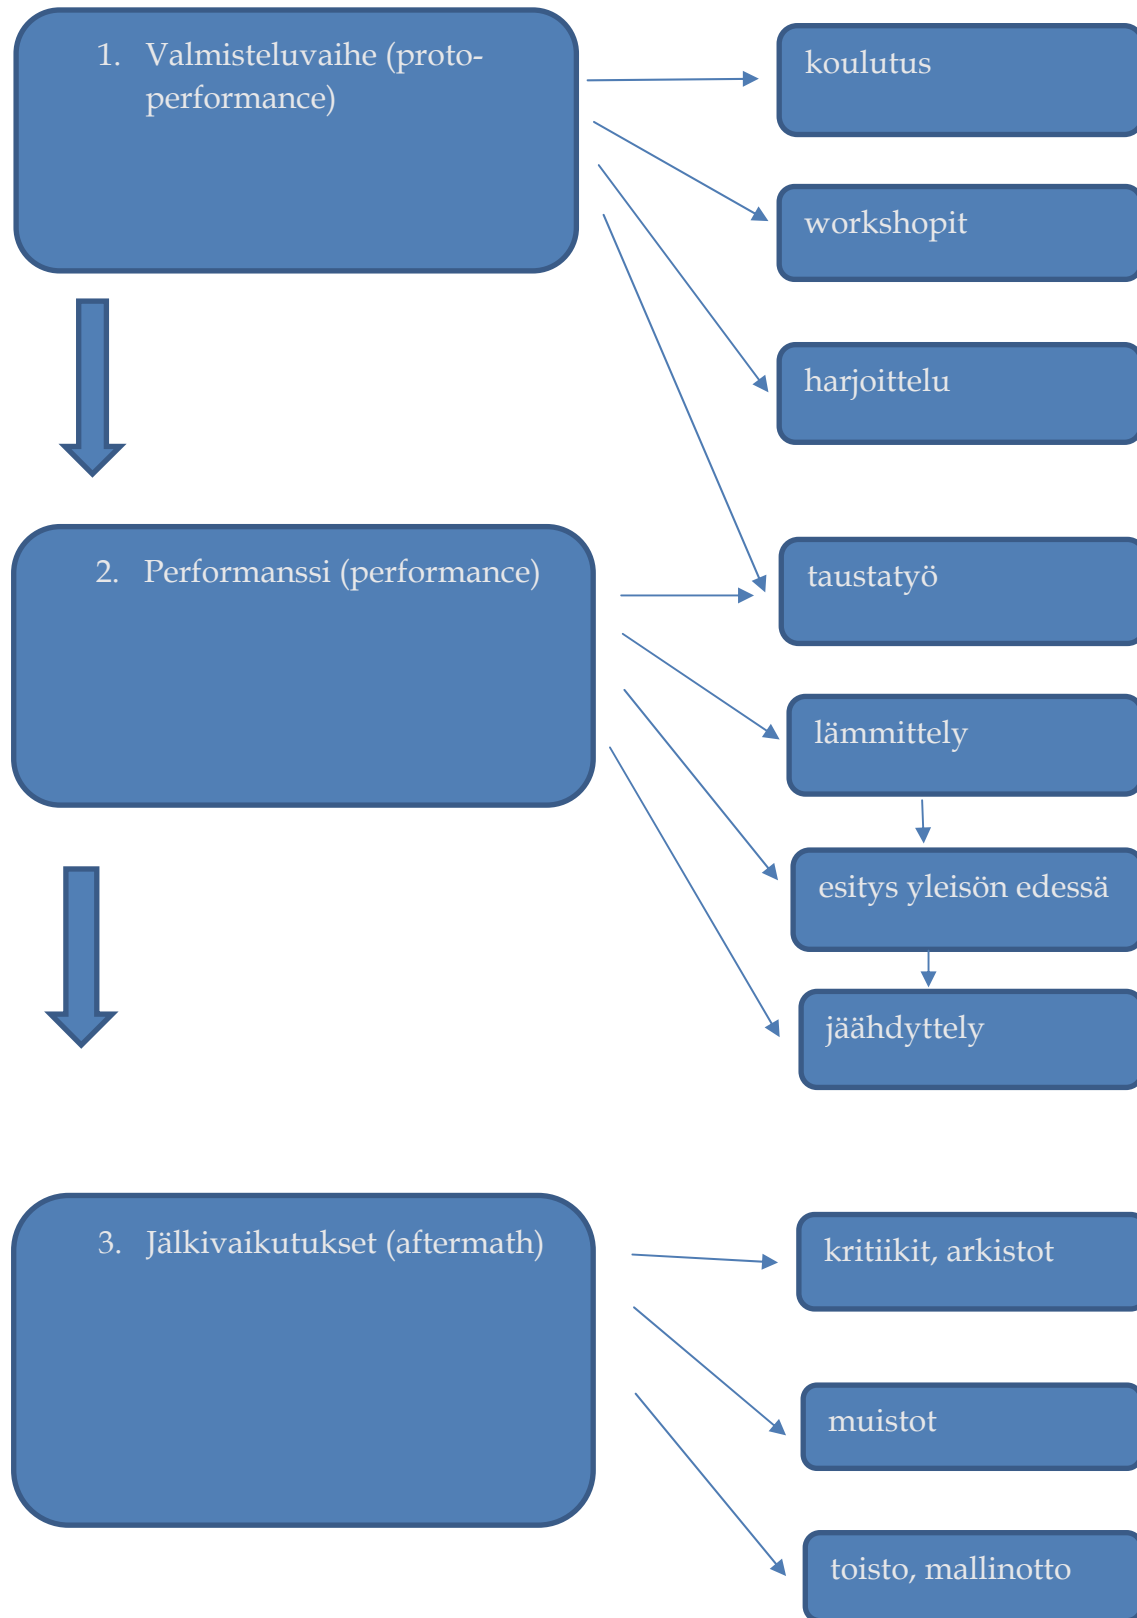 1. Valmisteluvaihe (proto-
performance)
koulutus
workshopit
harjoittelu
2. Performanssi (performance)
taustatyö
lämmittely
esitys yleisön edessä
jäähdyttely
3. Jälkivaikutukset (aftermath)
kritiikit, arkistot
muistot
toisto, mallinotto